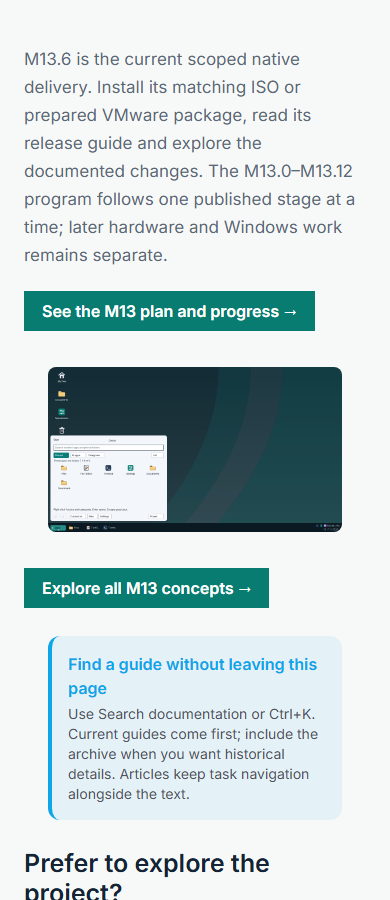 M13.6 is the current scoped native
delivery. Install its matching ISO or
prepared VMware package, read its
release guide and explore the
documented changes. The M13.0–M13.12
program follows one published stage at a
time; later hardware and Windows work
remains separate.
See the M13 plan and progress →
Explore all M13 concepts →
Find a guide without leaving this
page
Use Search documentation or Ctrl+K.
Current guides come first; include the
archive when you want historical
details. Articles keep task navigation
alongside the text.
Prefer to explore the
project?